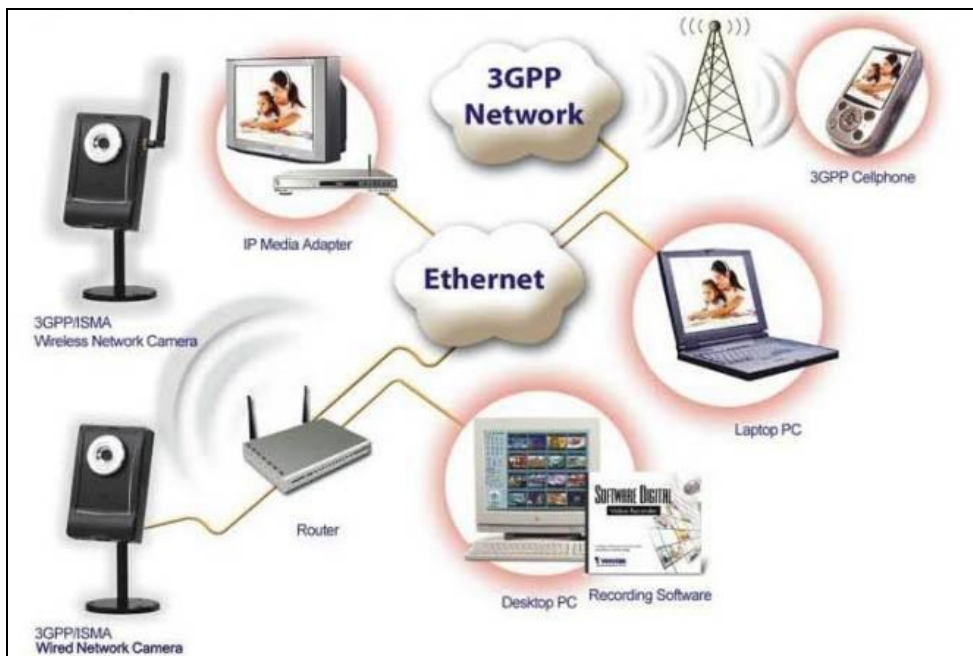 3GPP
Network
3GPP Cellphone
IP Media Adapter
Ethernet
3GPP/ISMA
Wireless Network Camera
Laptop PC
Router
SOFTWARE DIGITAL
Video Recorder
VIVOTEK
Desktop PC
Recording Software
3GPP/ISMA
Wired Network Camera